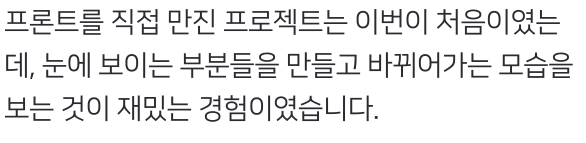 프론트를 직접 만진 프로젝트는 이번이 처음이였는
데, 눈에 보이는 부분들을 만들고 바뀌어가는 모습을
보는 것이 재밌는 경험이였습니다.